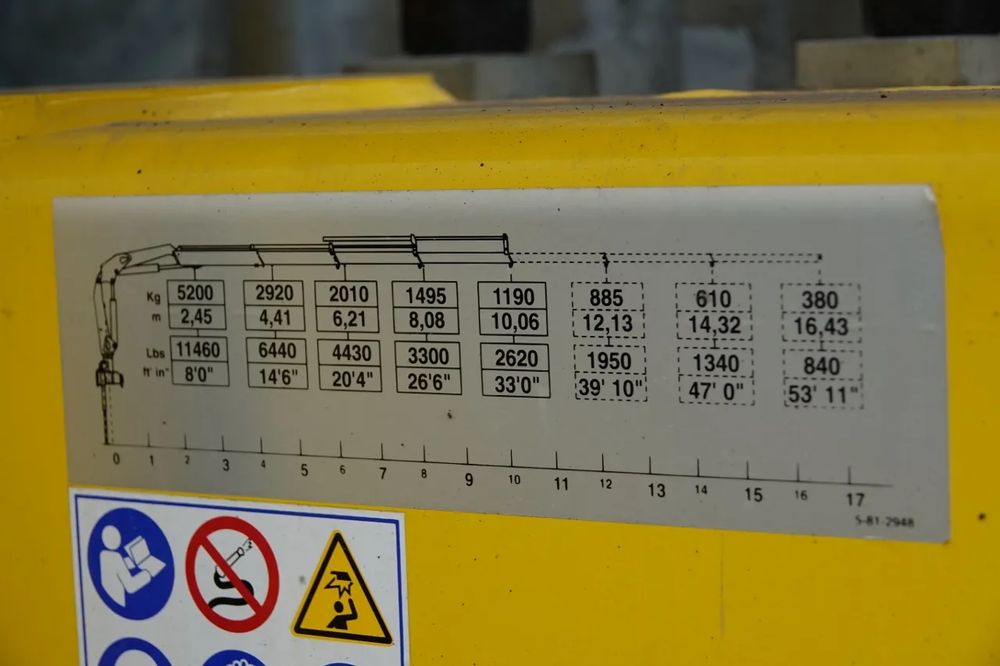 Kg 5200 2920 2010 1495 1190 885 610 380
m 2,45 4,41 6,21 8,08 10,06 12,13 14,32 16,43
Lbs 11460 6440 4430 3300 2620 1950 1340 840
ft' in" 8'0" 14'6" 20'4" 26'6" 33'0" 39' 10" 47' 0" 53' 11"
0 1 2 3 4 5 6 7 8 9 10 11 12 13 14 15 16 17
S-81-2948